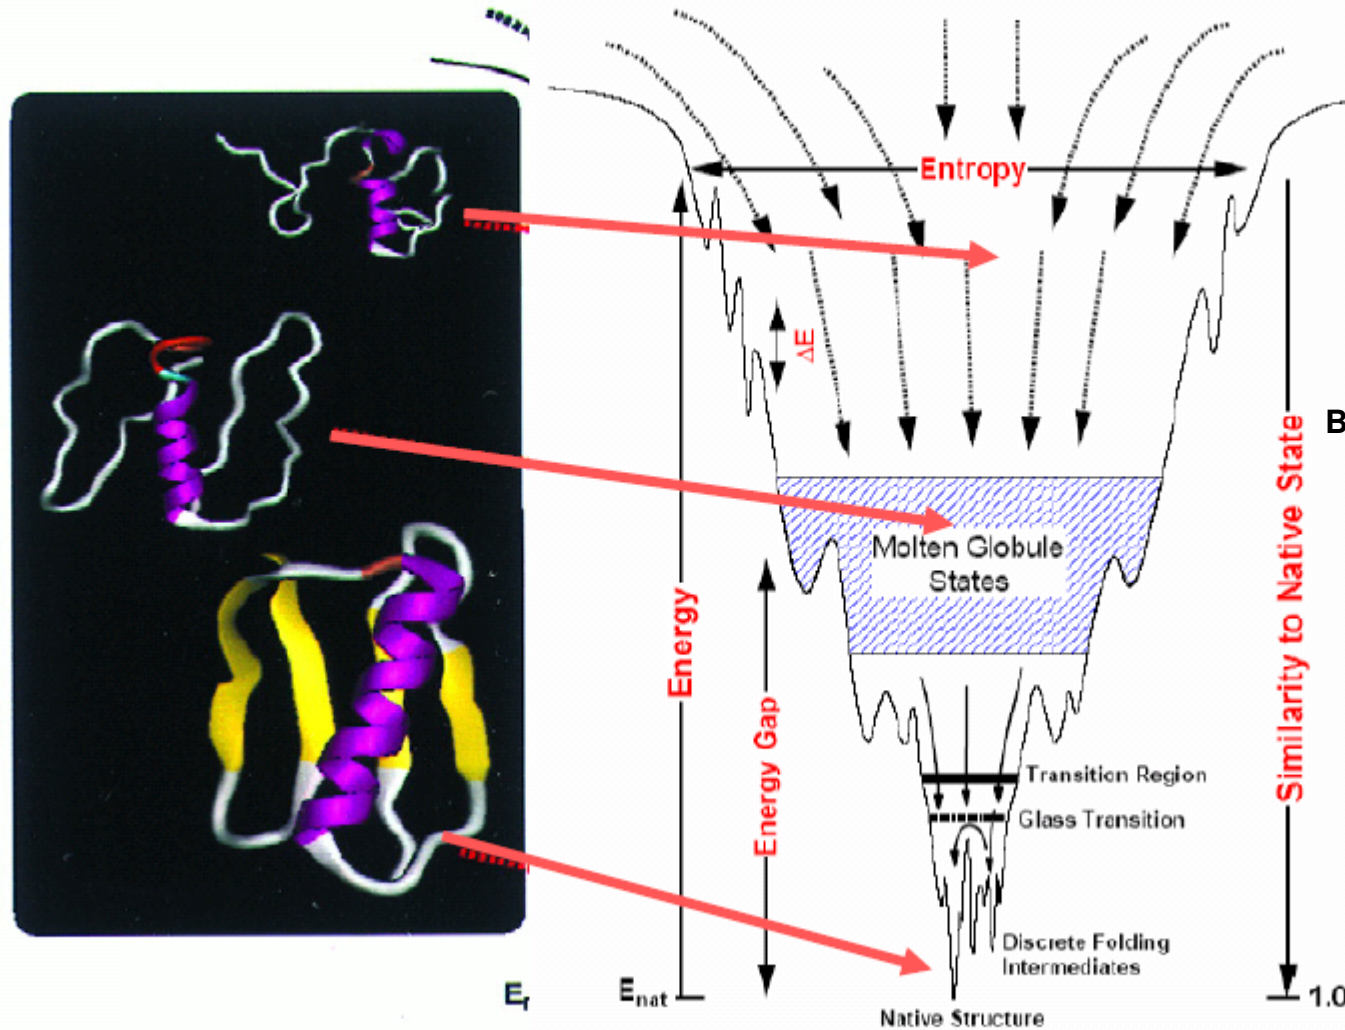 Entropy
ΔE
B
Similarity to Native State
Molten Globule
States
Energy
Energy Gap
Transition Region
Glass Transition
Discrete Folding
Intermediates
E
Enat
1.0
Native Structure